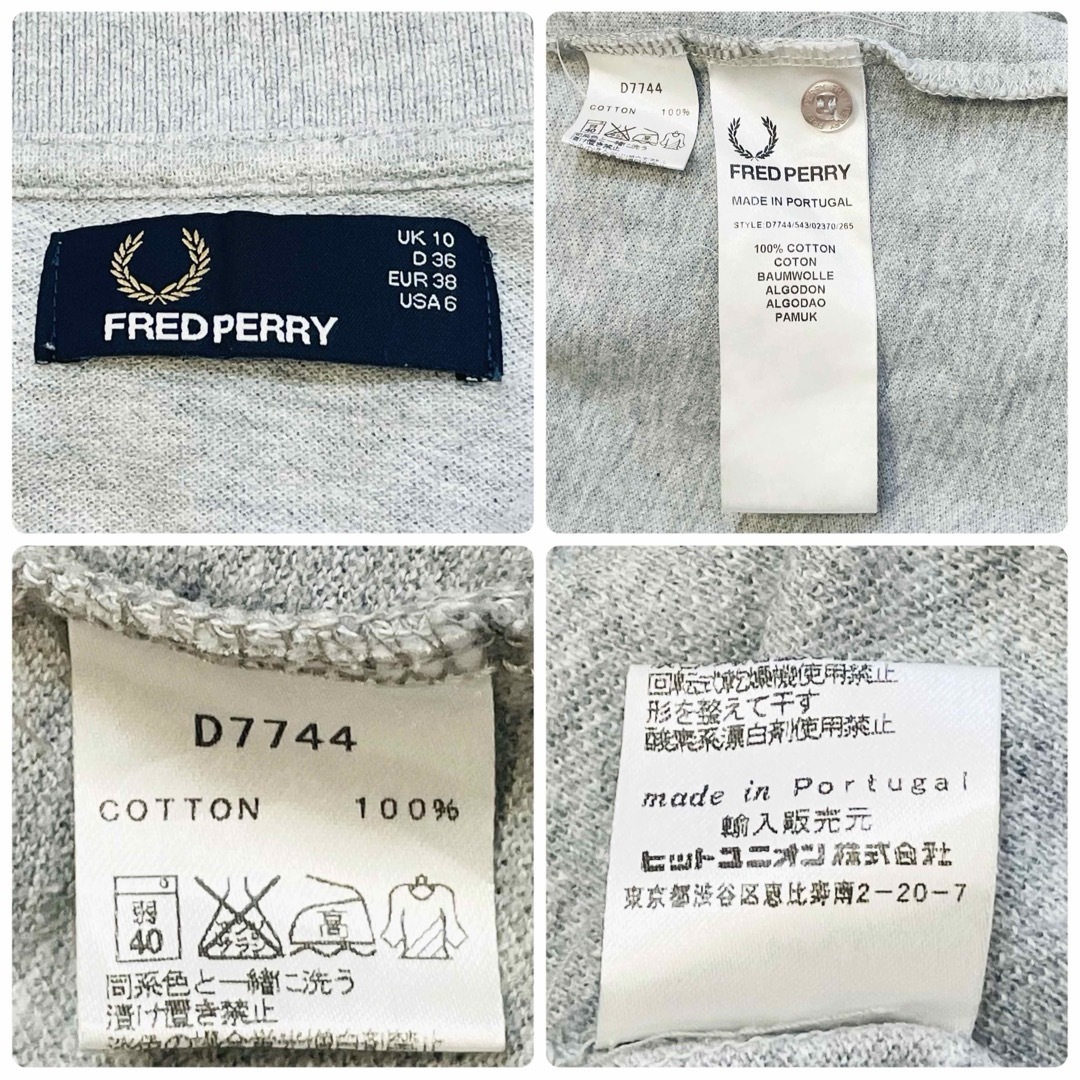 UK 10
D 36
EUR 38
USA 6
FRED PERRY
D7744
COTTON 100%
弱
40
FRED PERRY
MADE IN PORTUGAL
STYLE:D7744/543/02370/265
100% COTTON
COTON
BAUMWOLLE
ALGODON
ALGODAO
PAMUK
D7744
COTTON 100%
弱
40
高
同系色と一緒に洗う
漬け置き禁止
回転式乾燥機使用禁止
形を整えて干す
酸素系漂白剤使用禁止
made in Portugal
輸入販売元
ヒットユニオン株式会社
東京都渋谷区恵比寿南2-20-7